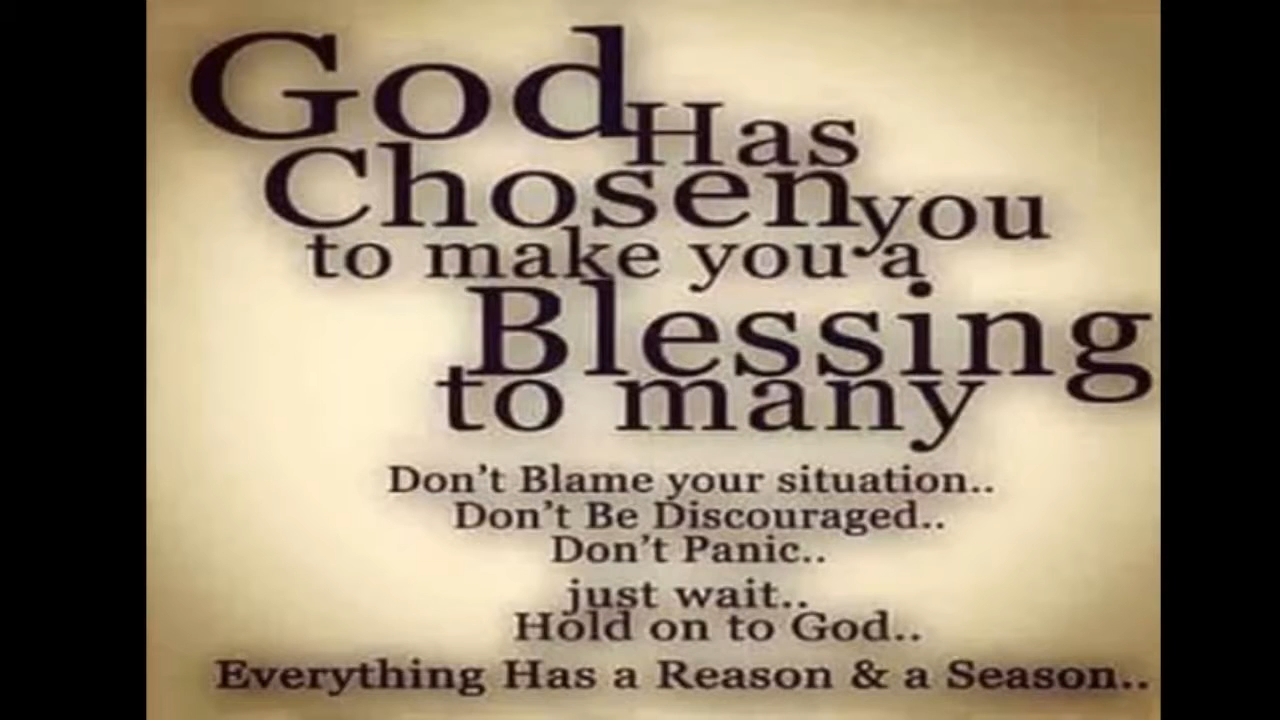 God Has
Chosen you
to make you a
Blessing
to many
Don't Blame your situation..
Don't Be Discouraged..
Don't Panic..
just wait..
Hold on to God..
Everything Has a Reason & a Season..